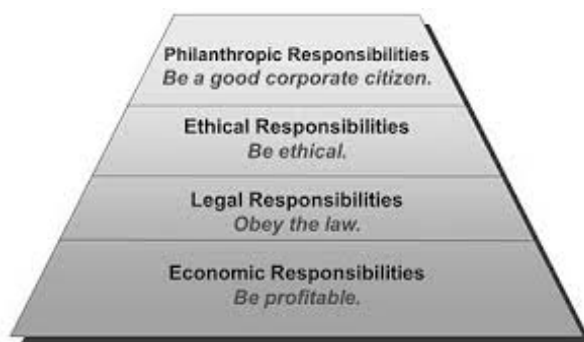 Philanthropic Responsibilities
Be a good corporate citizen.
Ethical Responsibilities
Be ethical.
Legal Responsibilities
Obey the law.
Economic Responsibilities
Be profitable.